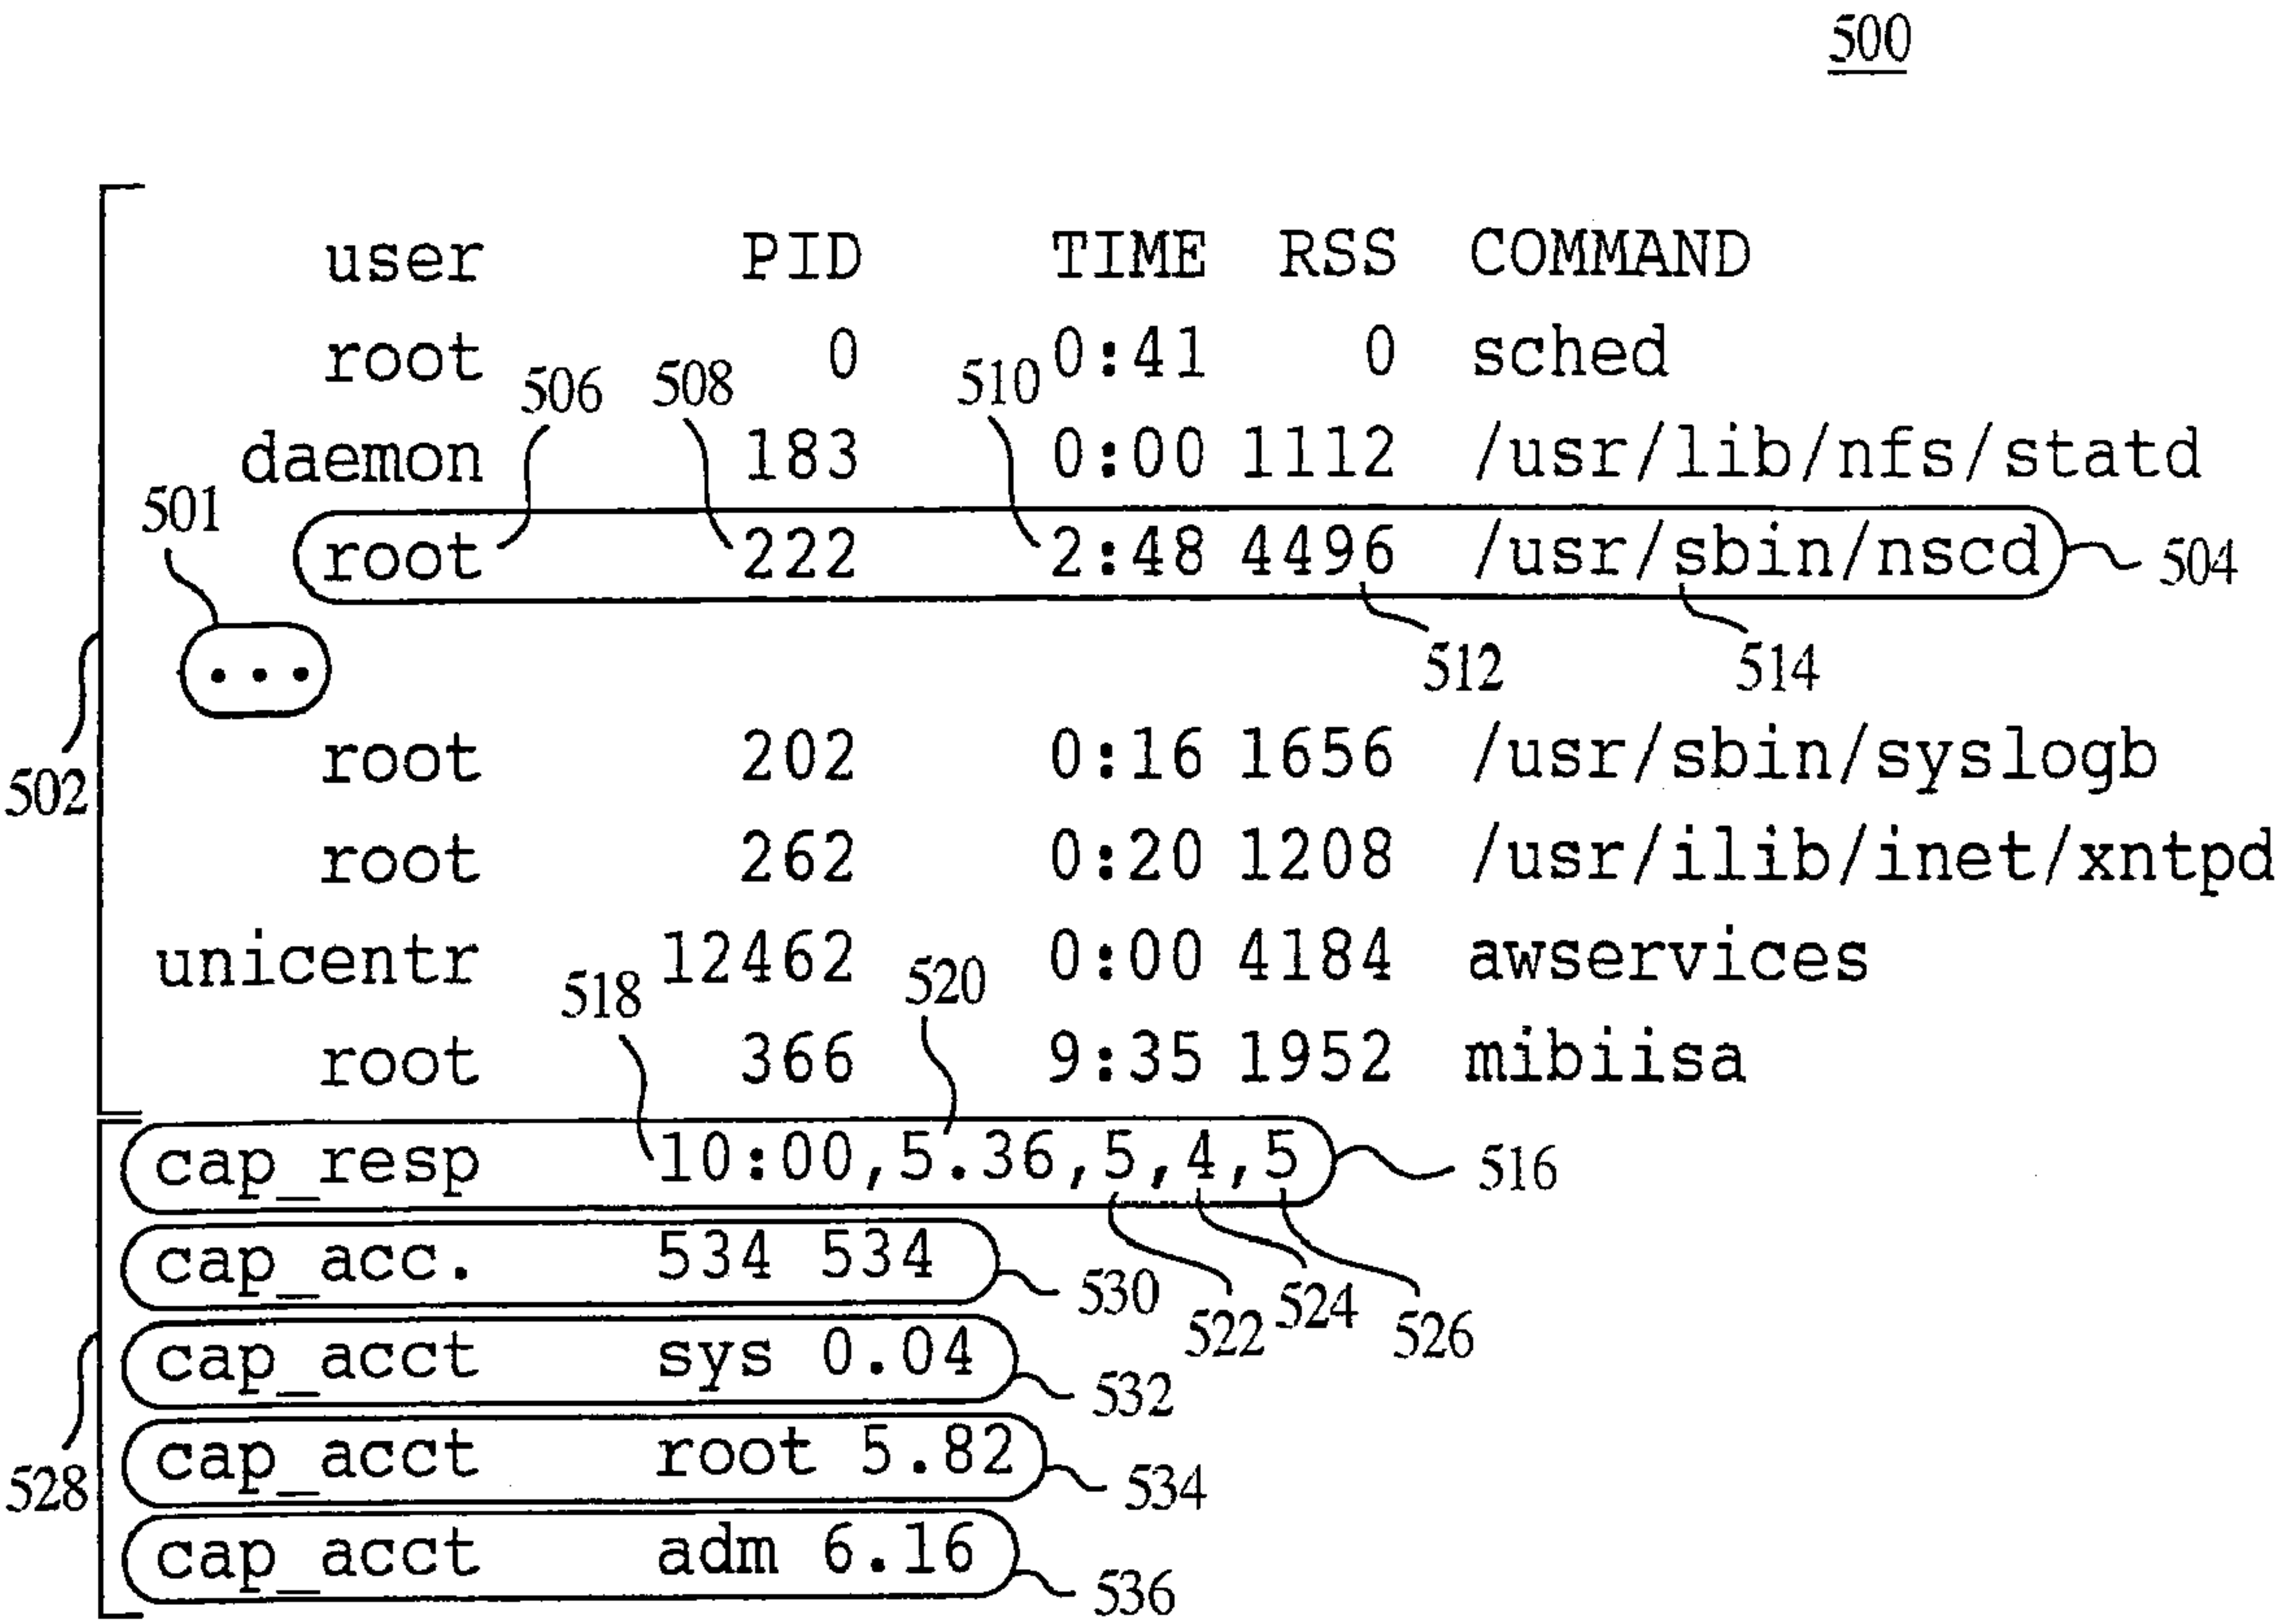 500
user PID TIME RSS COMMAND
root 0 0:41 0 sched
506 508 510
daemon 183 0:00 1112 /usr/lib/nfs/statd
501
root 222 2:48 4496 /usr/sbin/nscd 504
...
512 514
root 202 0:16 1656 /usr/sbin/syslogb
502
root 262 0:20 1208 /usr/ilib/inet/xntpd
unicentr 12462 0:00 4184 awservices
518 520
root 366 9:35 1952 mibiisa
cap_resp 10:00,5.36,5,4,5 516
cap_acc. 534 534 530
522 524 526
cap_acct sys 0.04 532
cap_acct root 5.82 534
528
cap_acct adm 6.16 536